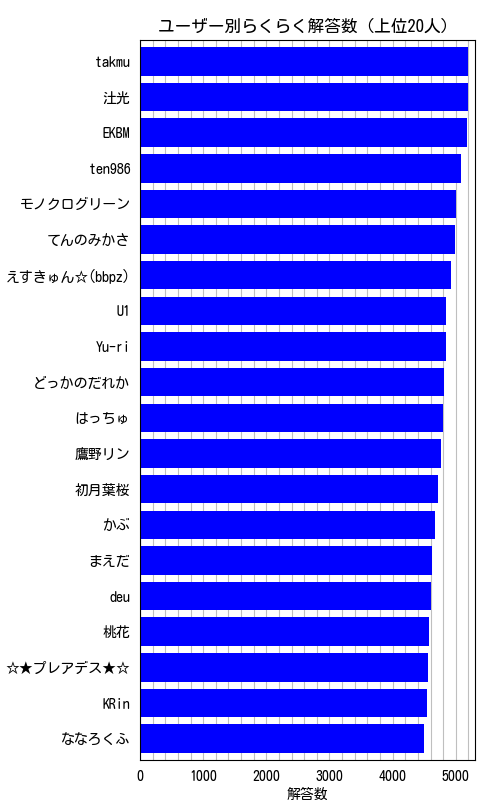 ユーザー別らくらく解答数（上位20人）
takmu
汢光
EKBM
ten986
モノクログリーン
てんのみかさ
えすきゅん☆(bbpz)
U1
Yu-ri
どっかのだれか
はっちゅ
鷹野リン
初月葉桜
かぶ
まえだ
deu
桃花
☆★プレアデス★☆
KRin
ななろくふ
0 1000 2000 3000 4000 5000
解答数